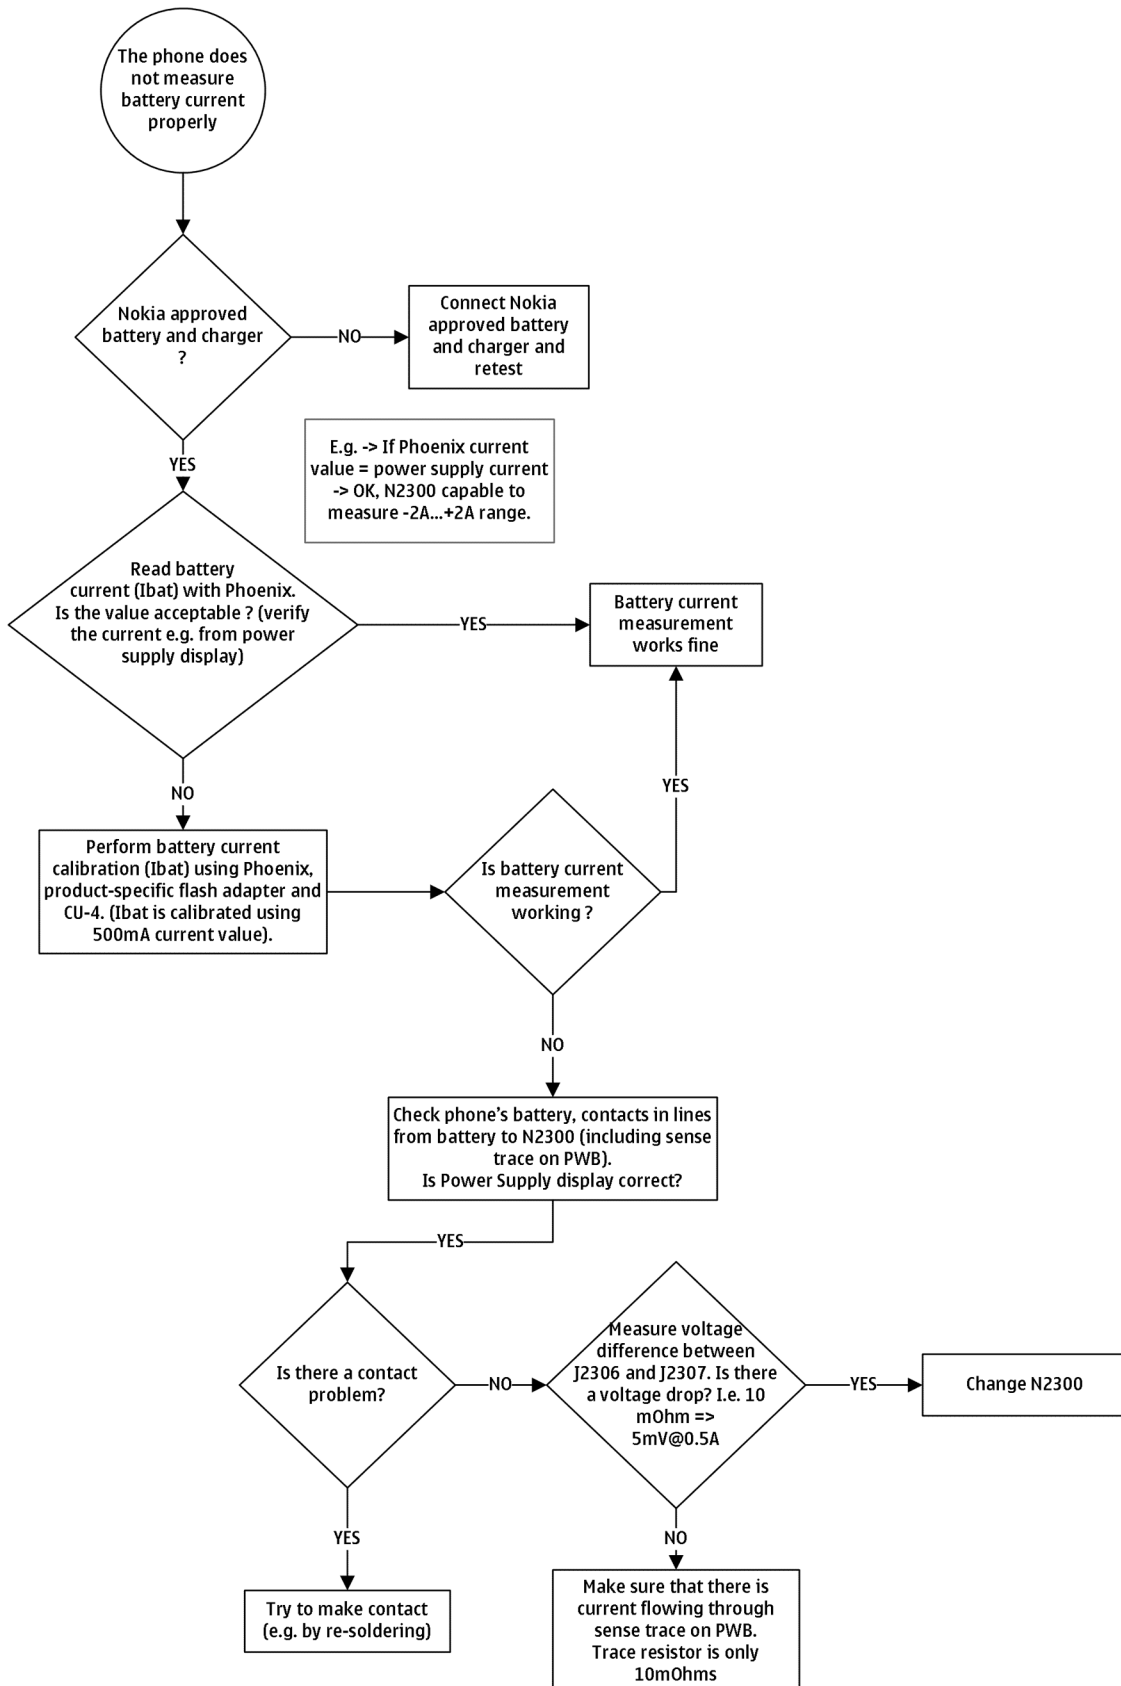 The phone does
not measure
battery current
properly
Nokia approved
battery and charger
?
NO
Connect Nokia
approved battery
and charger and
retest
YES
E.g. -> If Phoenix current
value = power supply current
-> OK, N2300 capable to
measure -2A...+2A range.
Read battery
current (Ibat) with Phoenix.
Is the value acceptable ? (verify
the current e.g. from power
supply display)
YES
Battery current
measurement
works fine
NO
YES
Perform battery current
calibration (Ibat) using Phoenix,
product-specific flash adapter and
CU-4. (Ibat is calibrated using
500mA current value).
Is battery current
measurement
working ?
NO
Check phone's battery, contacts in lines
from battery to N2300 (including sense
trace on PWB).
Is Power Supply display correct?
YES
Is there a contact
problem?
NO
Measure voltage
difference between
J2306 and J2307. Is there
a voltage drop? I.e. 10
mOhm =>
5mV@0.5A
YES
Change N2300
YES
NO
Try to make contact
(e.g. by re-soldering)
Make sure that there is
current flowing through
sense trace on PWB.
Trace resistor is only
10mOhms